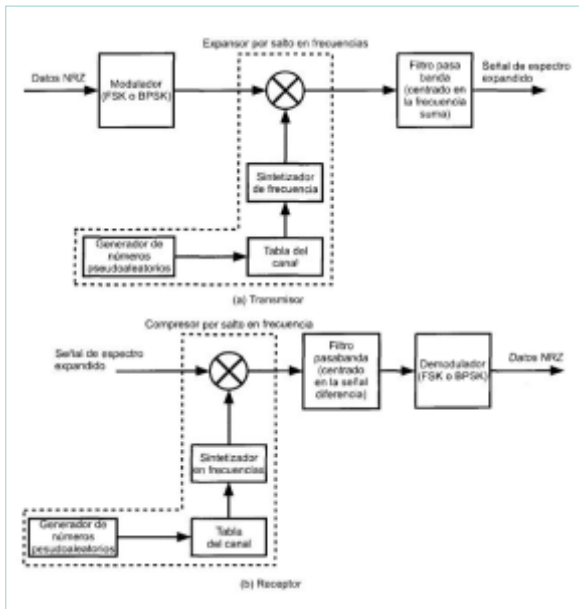 Expansor por salto en frecuencias
Datos NRZ
Modulador
(FSK o BPSK)
Filtro pasa
banda
(centrado en
la frecuencia
suma)
Señal de espectro
expandido
Sintetizador
de frecuencia
Generador de
números
pseudoaleatorios
Tabla del
canal
(a) Transmisor
Compresor por salto en frecuencia
Señal de espectro
expandido
Filtro
pasabanda
(centrado
en la señal
diferencia)
Demodulador
(FSK o BPSK)
Datos NRZ
Sintetizador
en frecuencias
Generador de
números
pesudoaleatorios
Tabla
del canal
(b) Receptor